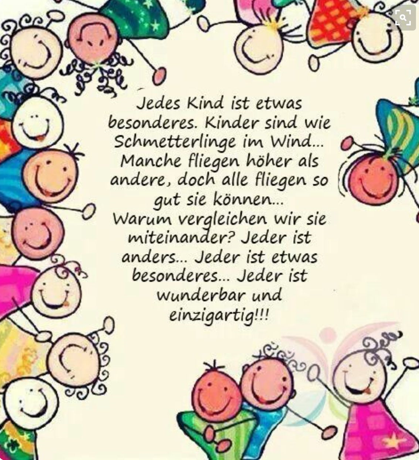 Jedes Kind ist etwas
besonderes. Kinder sind wie
Schmetterlinge im Wind...
Manche fliegen höher als
andere, doch alle fliegen so
gut sie können...
Warum vergleichen wir sie
miteinander? Jeder ist
anders... Jeder ist etwas
besonderes... Jeder ist
wunderbar und
einzigartig!!!